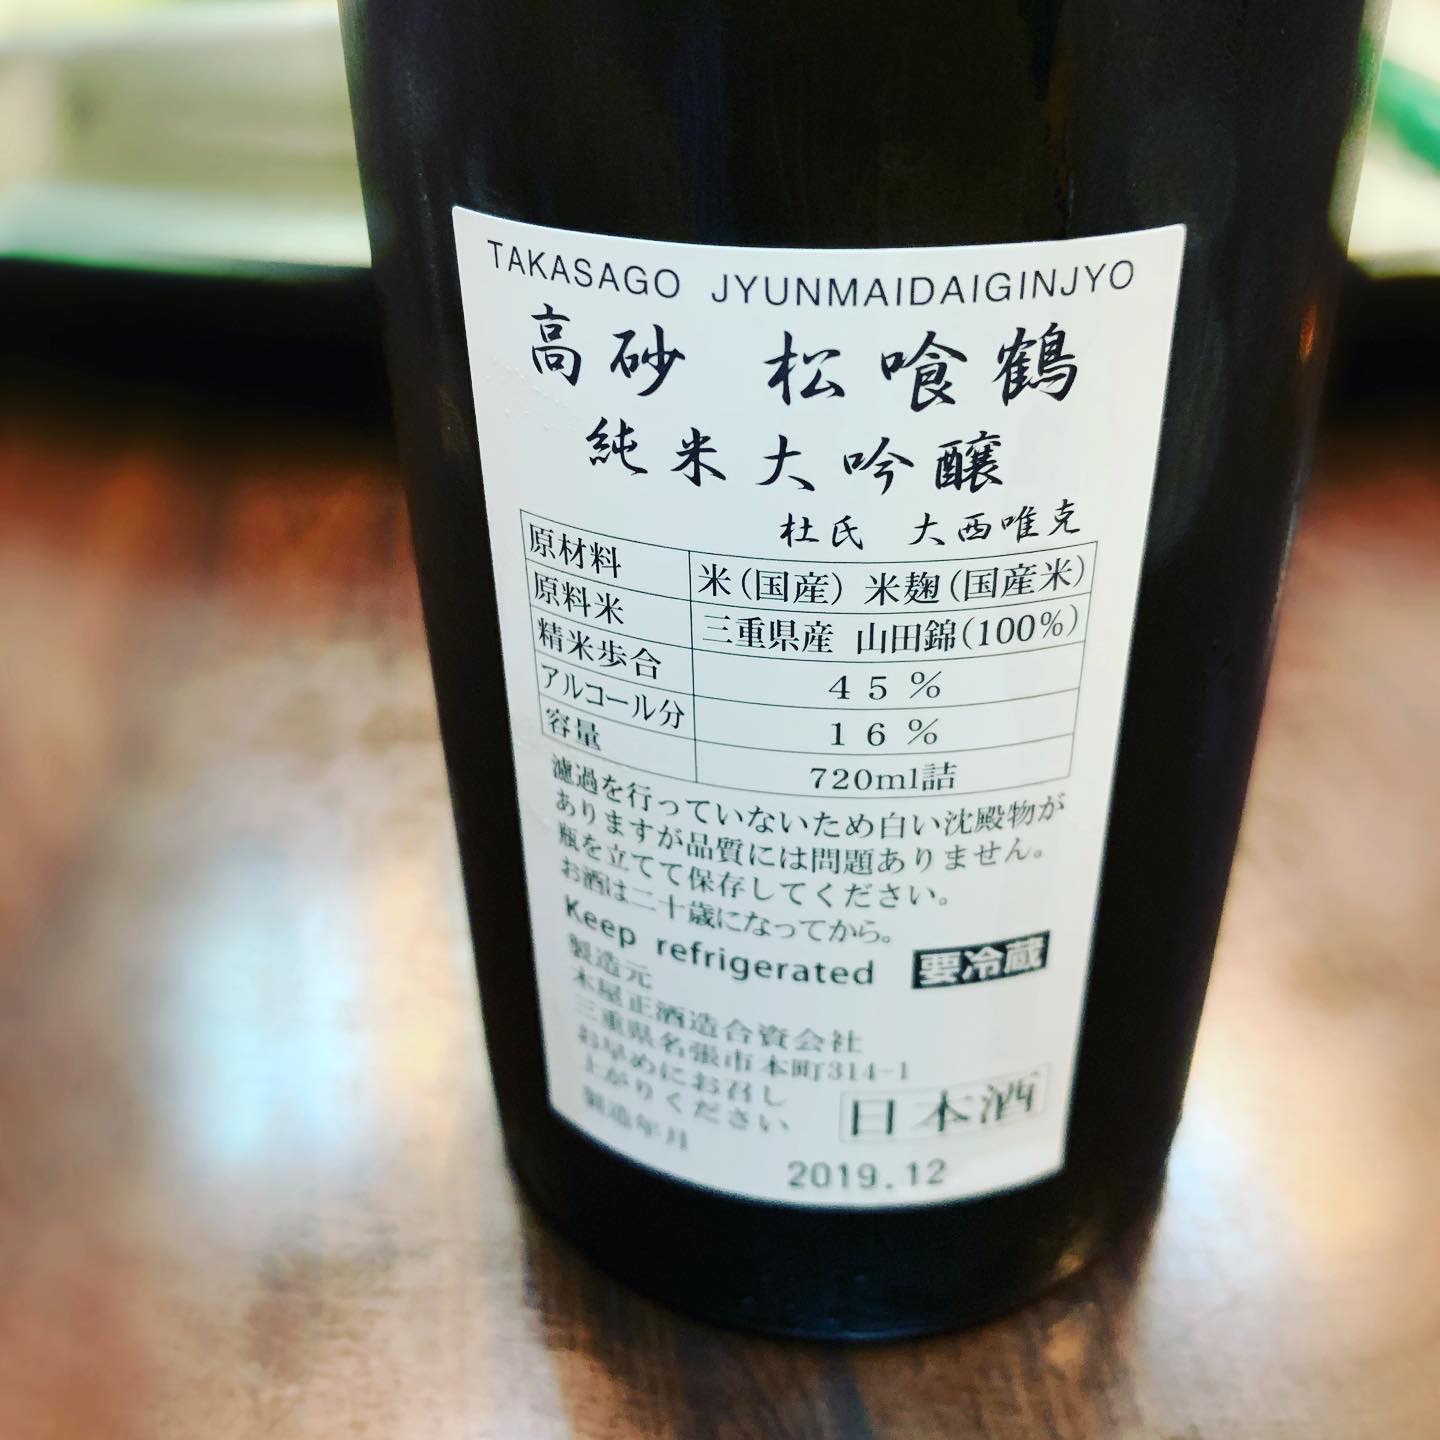 TAKASAGO JYUNMAIDAIGINJYO
高砂 松喰鶴
純米大吟醸
杜氏 大西唯克
原材料 米(国産) 米麹(国産米)
原料米 三重県産 山田錦(100%)
精米歩合 45%
アルコール分 16%
容量 720ml詰
濾過を行っていないため白い沈殿物が
ありますが品質には問題ありません。
瓶を立てて保存してください。
お酒は二十歳になってから。
Keep refrigerated 要冷蔵
製造元
木屋正酒造合資会社
三重県名張市本町314-1
お早めにお召し
上がりください
日本酒
製造年月
2019.12